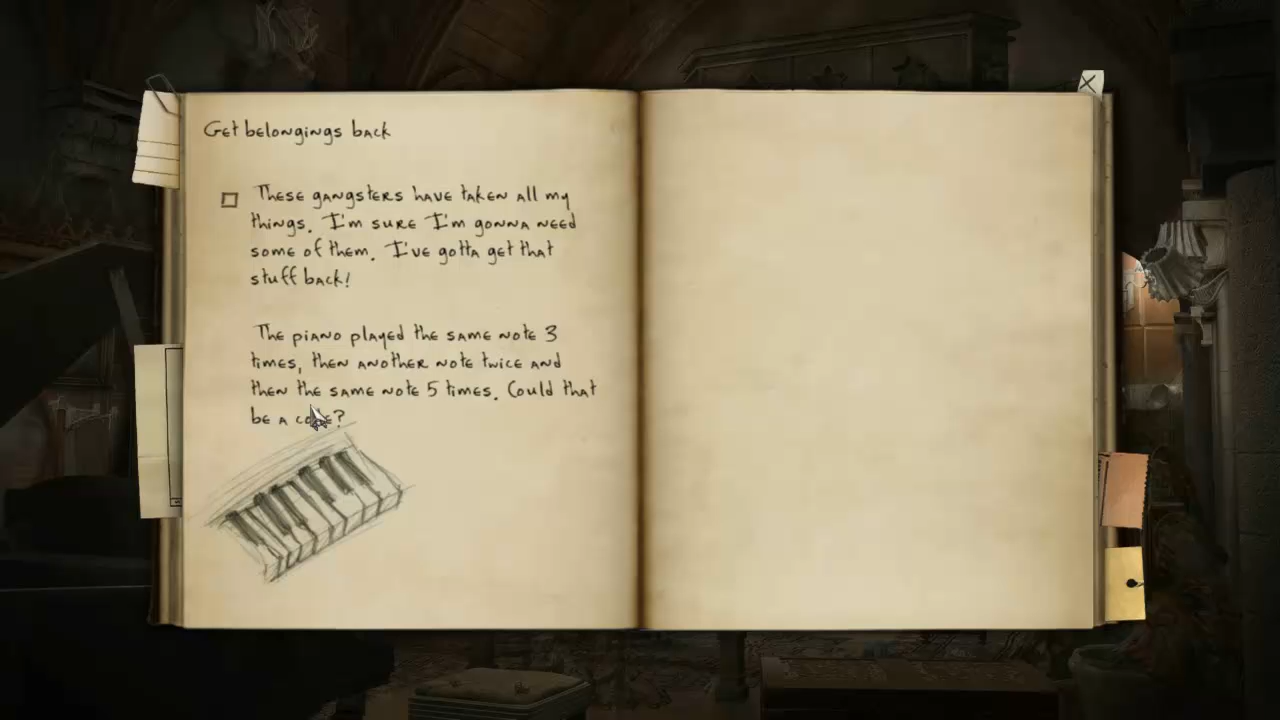 Get belongings back
These gangsters have taken all my
things. I'm sure I'm gonna need
some of them. I've gotta get that
stuff back!
The piano played the same note 3
times, then another note twice and
then the same note 5 times. Could that
be a code?